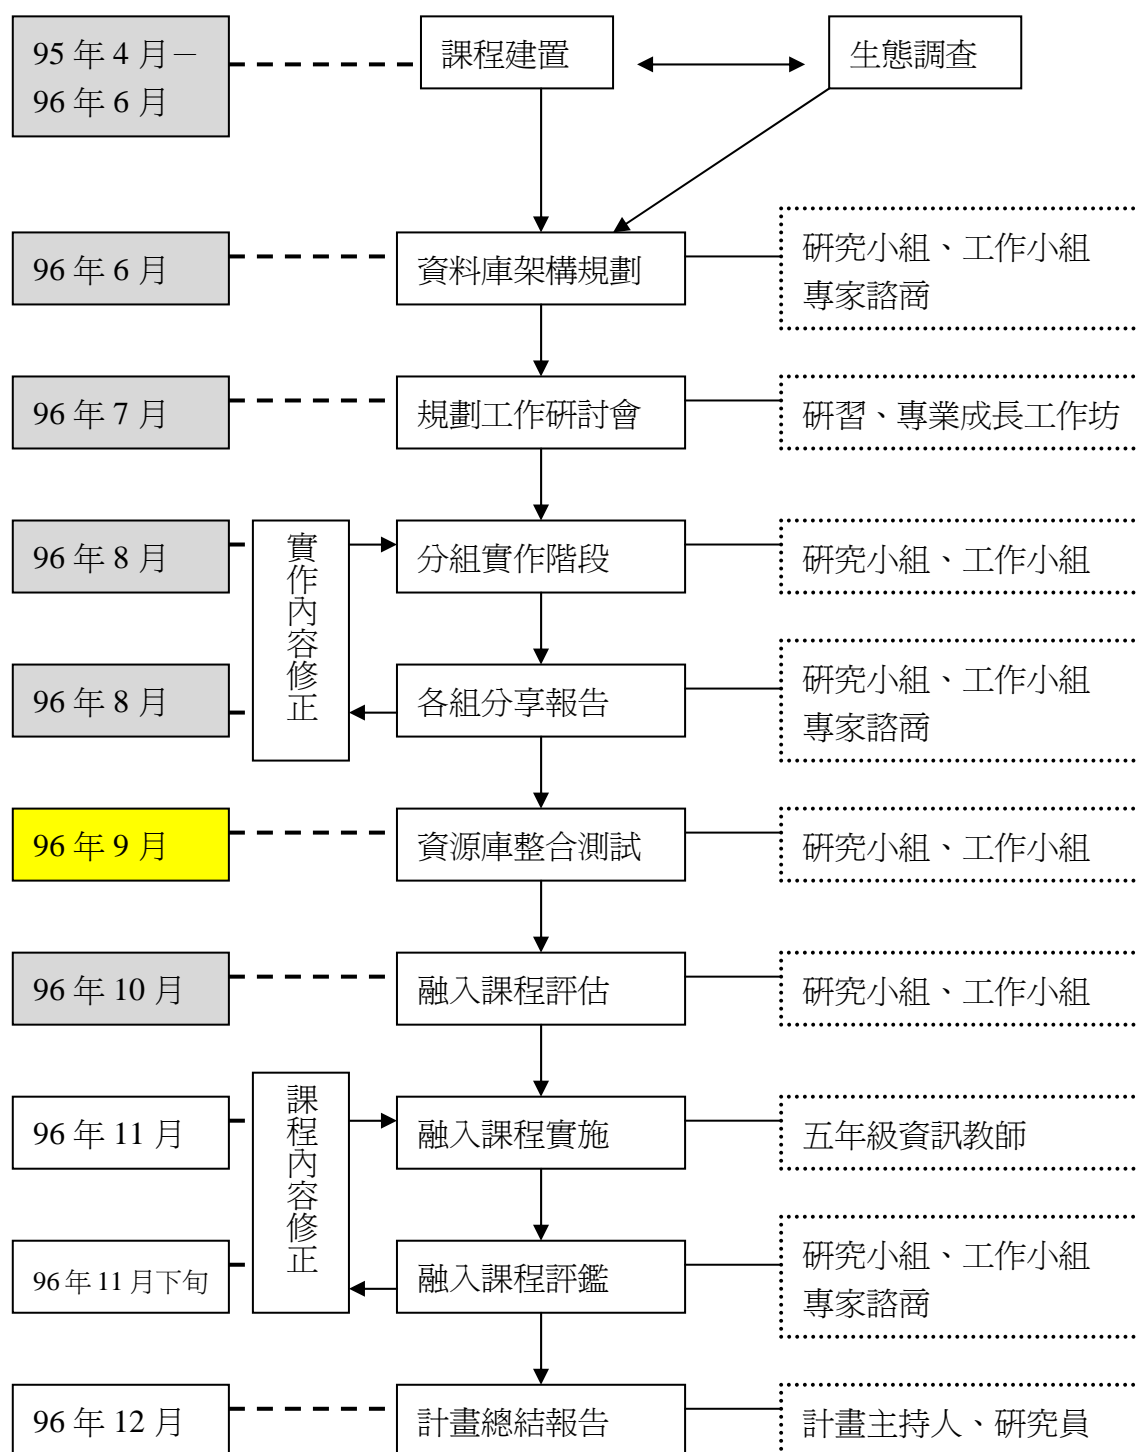 95 年 4 月－
96 年 6 月
課程建置
生態調查
96 年 6 月
資料庫架構規劃
研究小組、工作小組
專家諮商
96 年 7 月
規劃工作研討會
研習、專業成長工作坊
96 年 8 月
實作內容修正
分組實作階段
研究小組、工作小組
96 年 8 月
各組分享報告
研究小組、工作小組
專家諮商
96 年 9 月
資源庫整合測試
研究小組、工作小組
96 年 10 月
融入課程評估
研究小組、工作小組
96 年 11 月
課程內容修正
融入課程實施
五年級資訊教師
96 年 11 月下旬
融入課程評鑑
研究小組、工作小組
專家諮商
96 年 12 月
計畫總結報告
計畫主持人、研究員